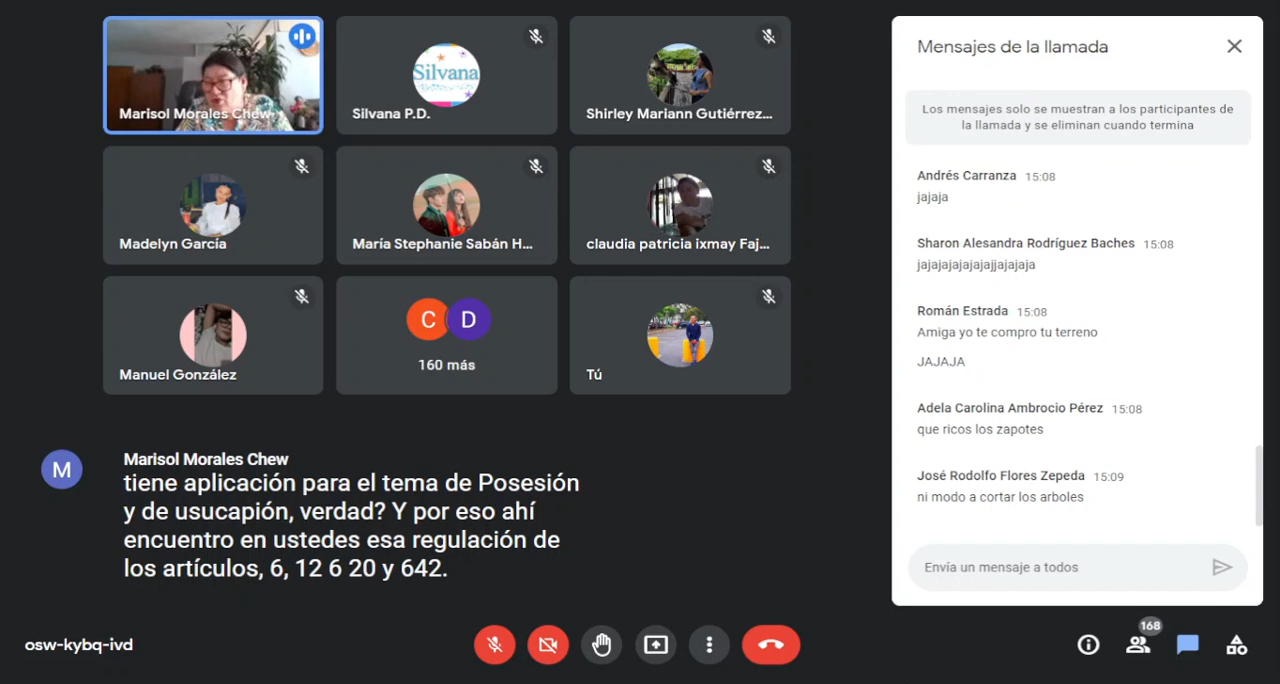 Marisol Morales Chew
Silvana
Silvana P.D.
Shirley Mariann Gutiérrez...
Madelyn García
María Stephanie Sabán H...
claudia patricia ixmay Faj...
Manuel González
C
D
160 más
Tú
M
Marisol Morales Chew
tiene aplicación para el tema de Posesión
y de usucapión, verdad? Y por eso ahí
encuentro en ustedes esa regulación de
los artículos, 6, 12 6 20 y 642.
Mensajes de la llamada
Los mensajes solo se muestran a los participantes de
la llamada y se eliminan cuando termina
Andrés Carranza 15:08
jajaja
Sharon Alesandra Rodríguez Baches 15:08
jajajajajajajjajajaja
Román Estrada 15:08
Amiga yo te compro tu terreno
JAJAJA
Adela Carolina Ambrocio Pérez 15:08
que ricos los zapotes
José Rodolfo Flores Zepeda 15:09
ni modo a cortar los arboles
Envía un mensaje a todos
osw-kybq-ivd
168